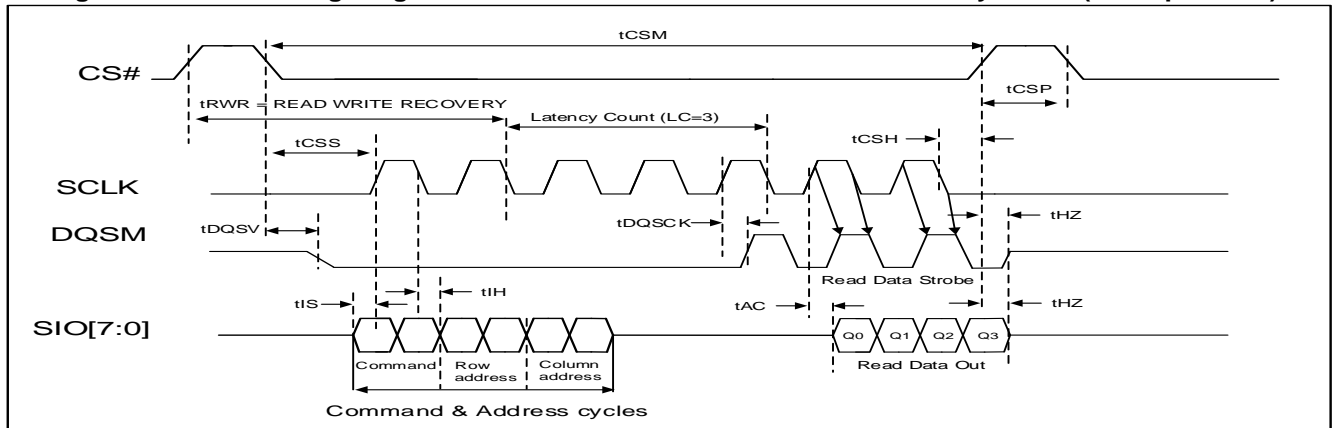 tCSM
CS#
tCSP
tRWR = READ WRITE RECOVERY
Latency Count (LC=3)
tCSS
tCSH
SCLK
tDQSV
tDQSCK
tHZ
DQSM
Read Data Strobe
tIS
tIH
tAC
tHZ
SIO[7:0]
Q0 Q1 Q2 Q3
Command
Row
address
Column
address
Read Data Out
Command & Address cycles